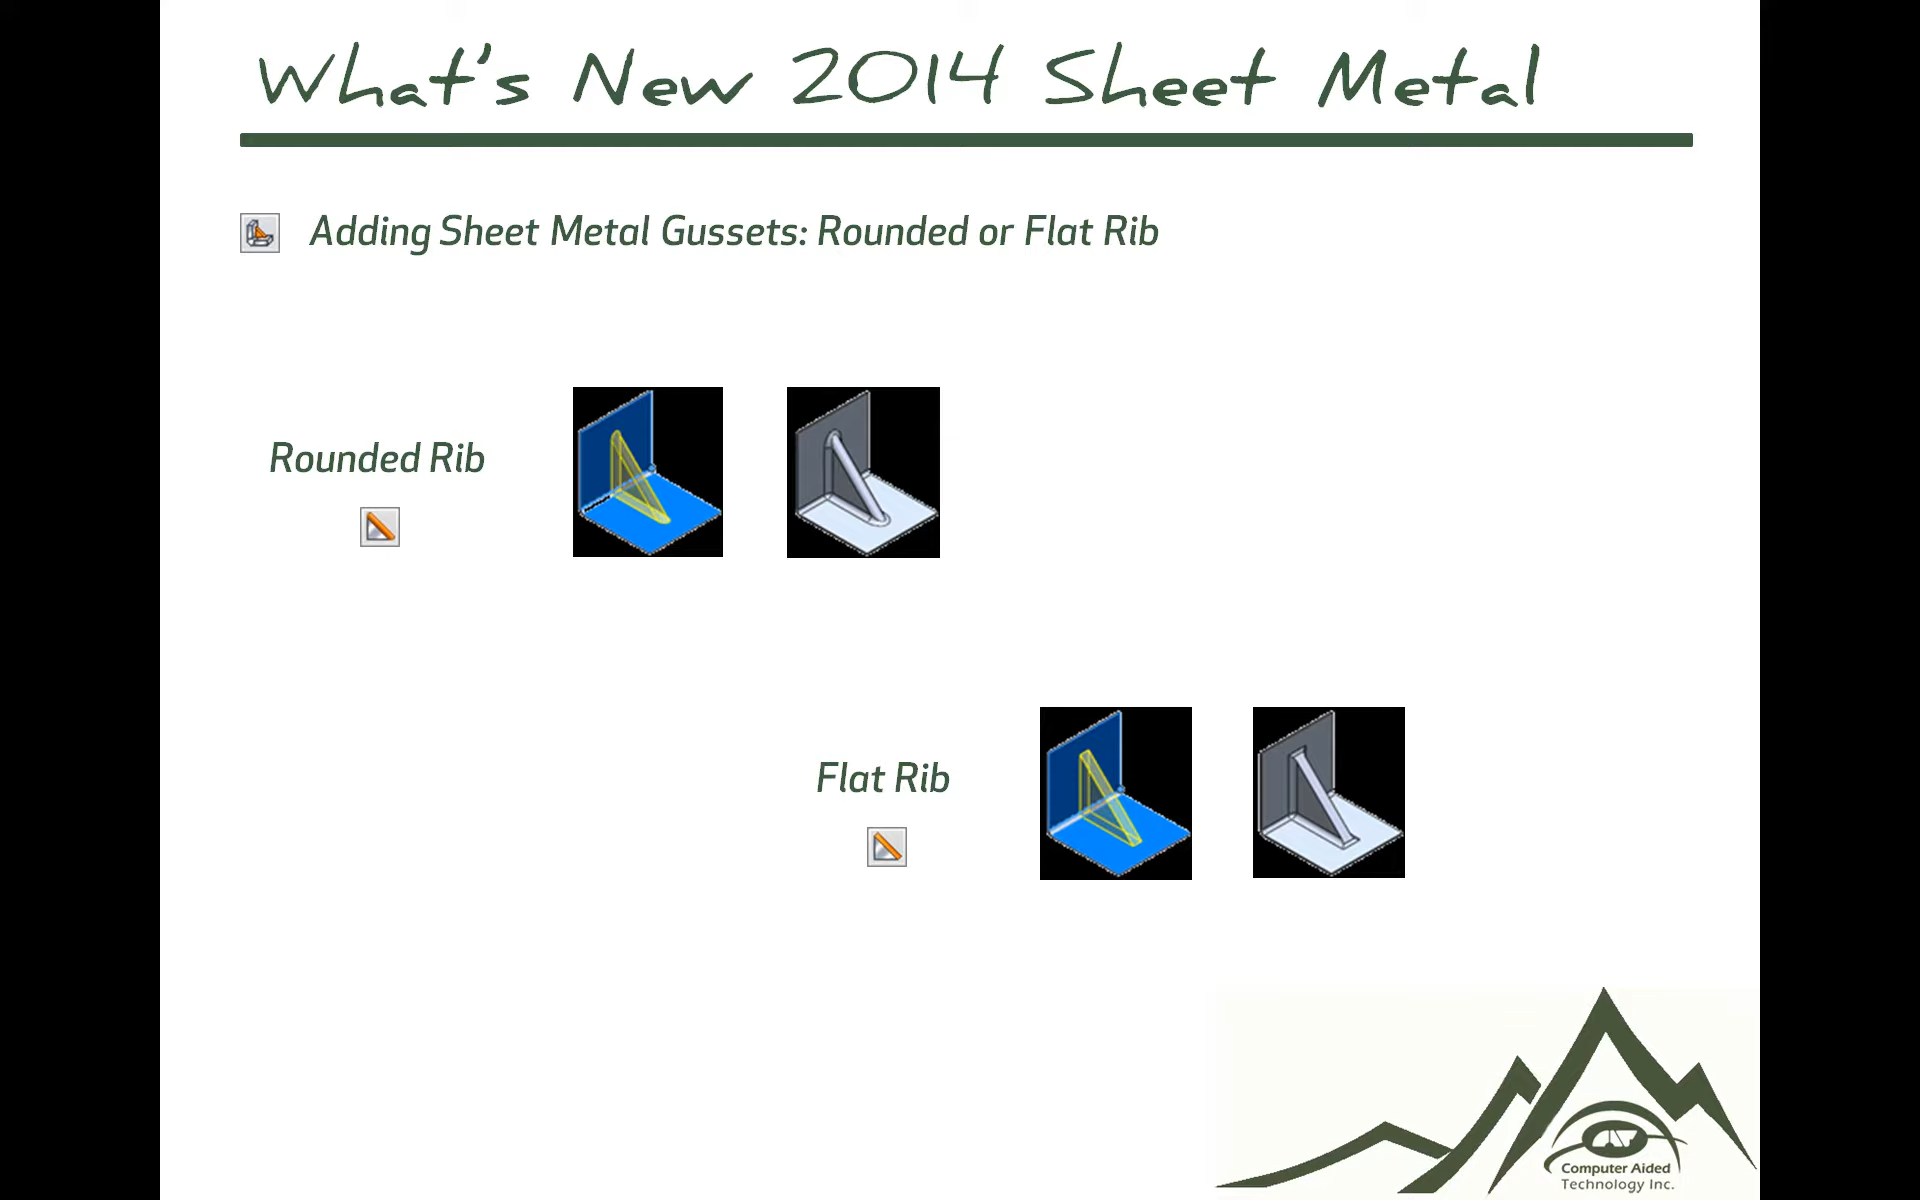 What's New 2014 Sheet Metal
Adding Sheet Metal Gussets: Rounded or Flat Rib
Rounded Rib
Flat Rib
Computer Aided
Technology Inc.